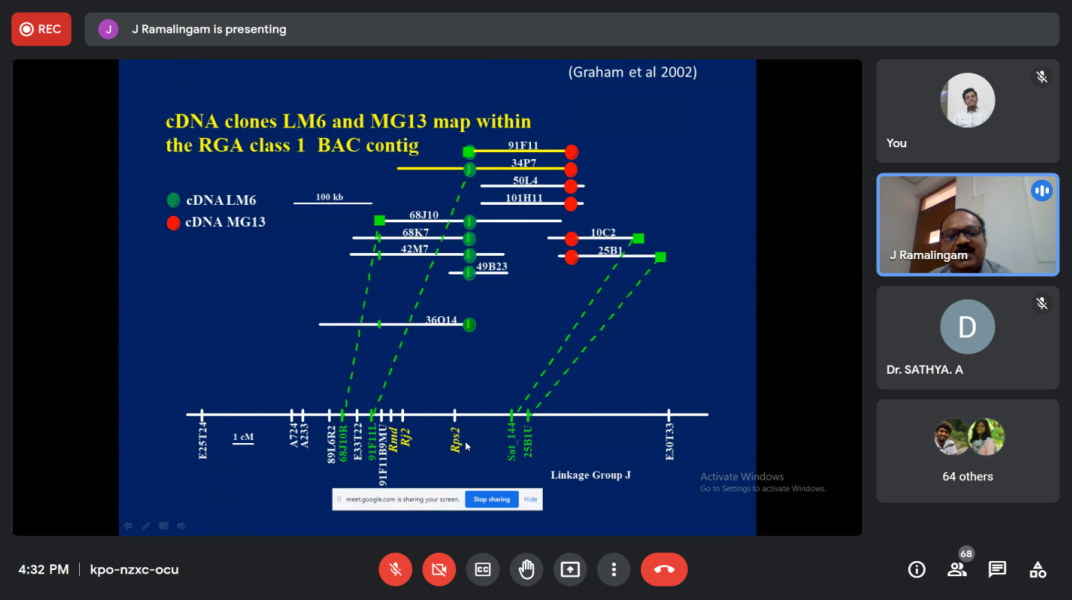 REC
J
J Ramalingam is presenting
(Graham et al 2002)
cDNA clones LM6 and MG13 map within
the RGA class 1 BAC contig
91F11
34P7
50L4
101H11
cDNA LM6
100 kb
cDNA MG13
68J10
68K7
10C2
42M7
25B1
49B23
36O14
1 cM
E25T24
A724
A233
89L6R2
68J10R
E33T22
91F11L
91F11B9MU
Rmd
Rj2
Rps2
Sat_144
25B1U
E30T33
Linkage Group J
Activate Windows
Go to Settings to activate Windows.
meet.google.com is sharing your screen.
Stop sharing
Hide
You
J Ramalingam
D
Dr. SATHYA. A
64 others
4:32 PM
kpo-nzxc-ocu
CC
68